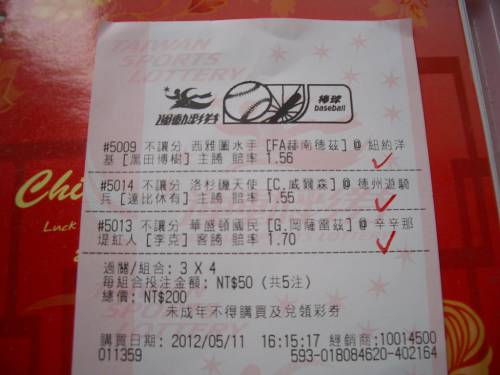 TAIWAN
SPORTS
LOTTERY
運動彩券
棒球
baseball
#5009 不讓分 西雅圖水手 [FA赫南德茲] @ 紐約洋
基 [黑田博樹] 主勝 賠率 1.56
#5014 不讓分 洛杉磯天使 [C.威爾森] @ 德州遊騎
兵 [達比休有] 主勝 賠率 1.55
#5013 不讓分 華盛頓國民 [G.岡薩雷茲] @ 辛辛那
堤紅人 [李克] 客勝 賠率 1.70
過關/組合: 3 X 4
每組合投注金額: NT$50 (共5注)
總價: NT$200
未成年不得購買及兌領彩券
購買日期: 2012/05/11 16:15:17 經銷商:10014500
011359 593-018084620-402164
Chi
Luck